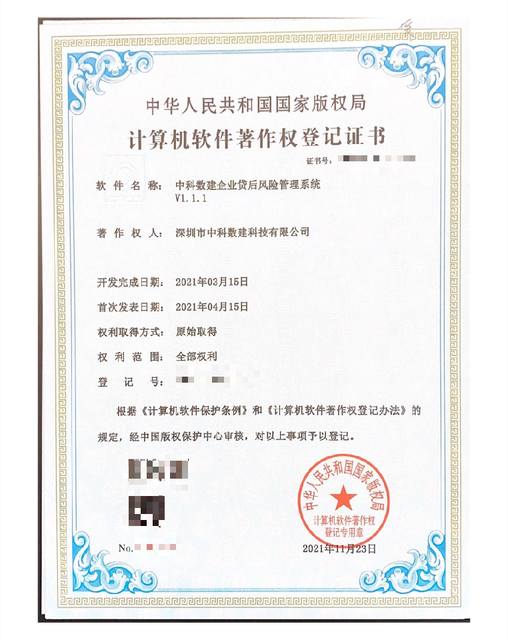 中华人民共和国国家版权局
计算机软件著作权登记证书
证书号：
软件名称： 中科数建企业贷后风险管理系统
V1.1.1
著作权人： 深圳市中科数建科技有限公司
开发完成日期： 2021年03月15日
首次发表日期： 2021年04月15日
权利取得方式： 原始取得
权利范围： 全部权利
登记号：
根据《计算机软件保护条例》和《计算机软件著作权登记办法》的
规定，经中国版权保护中心审核，对以上事项予以登记。
中华人民共和国国家版权局
计算机软件著作权
登记专用章
No.
2021年11月23日